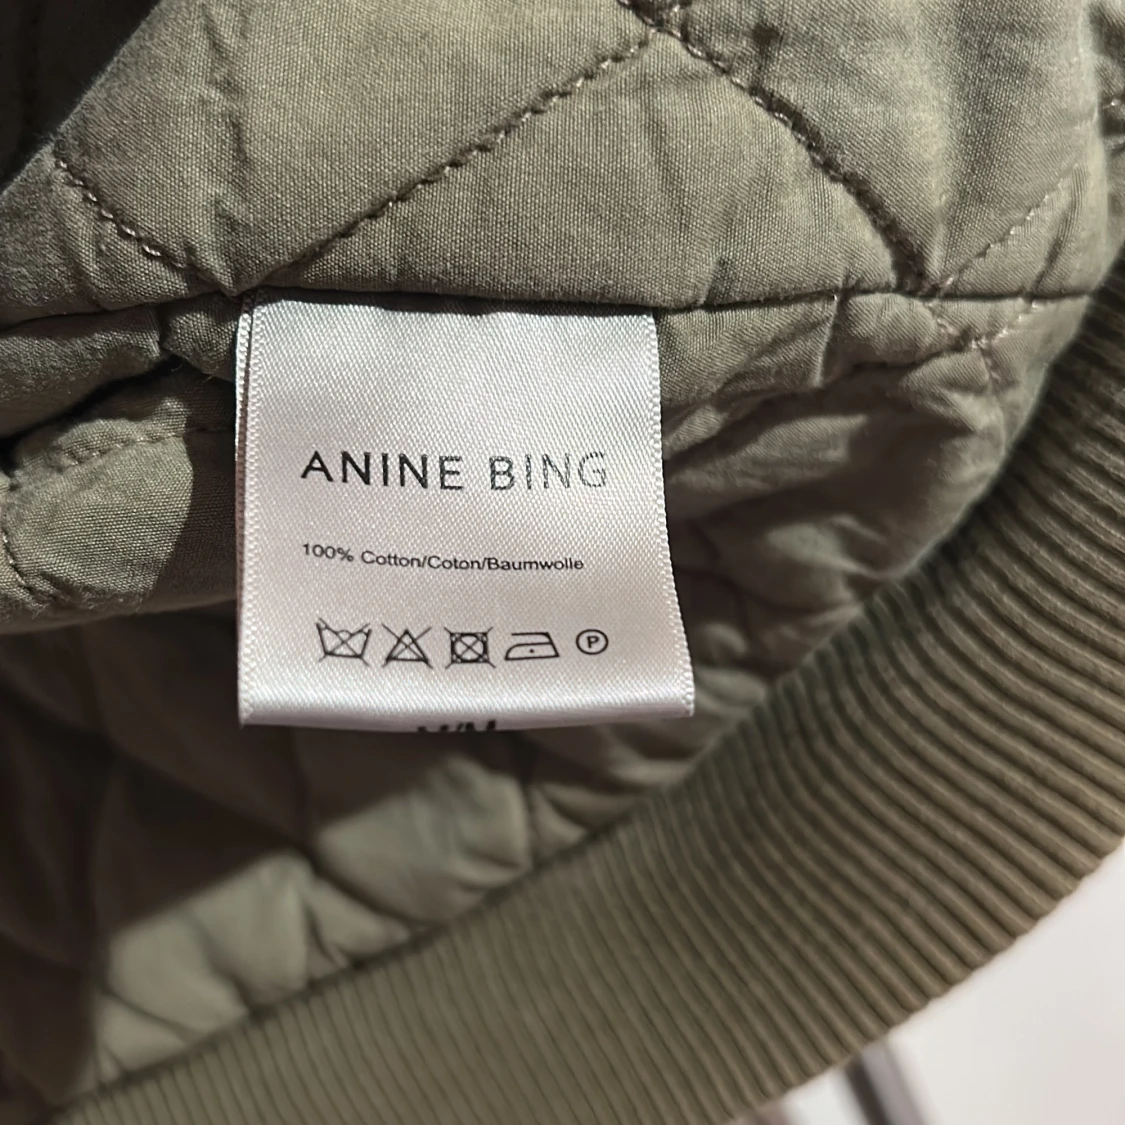 ANINE BING
100% Cotton/Coton/Baumwolle
P